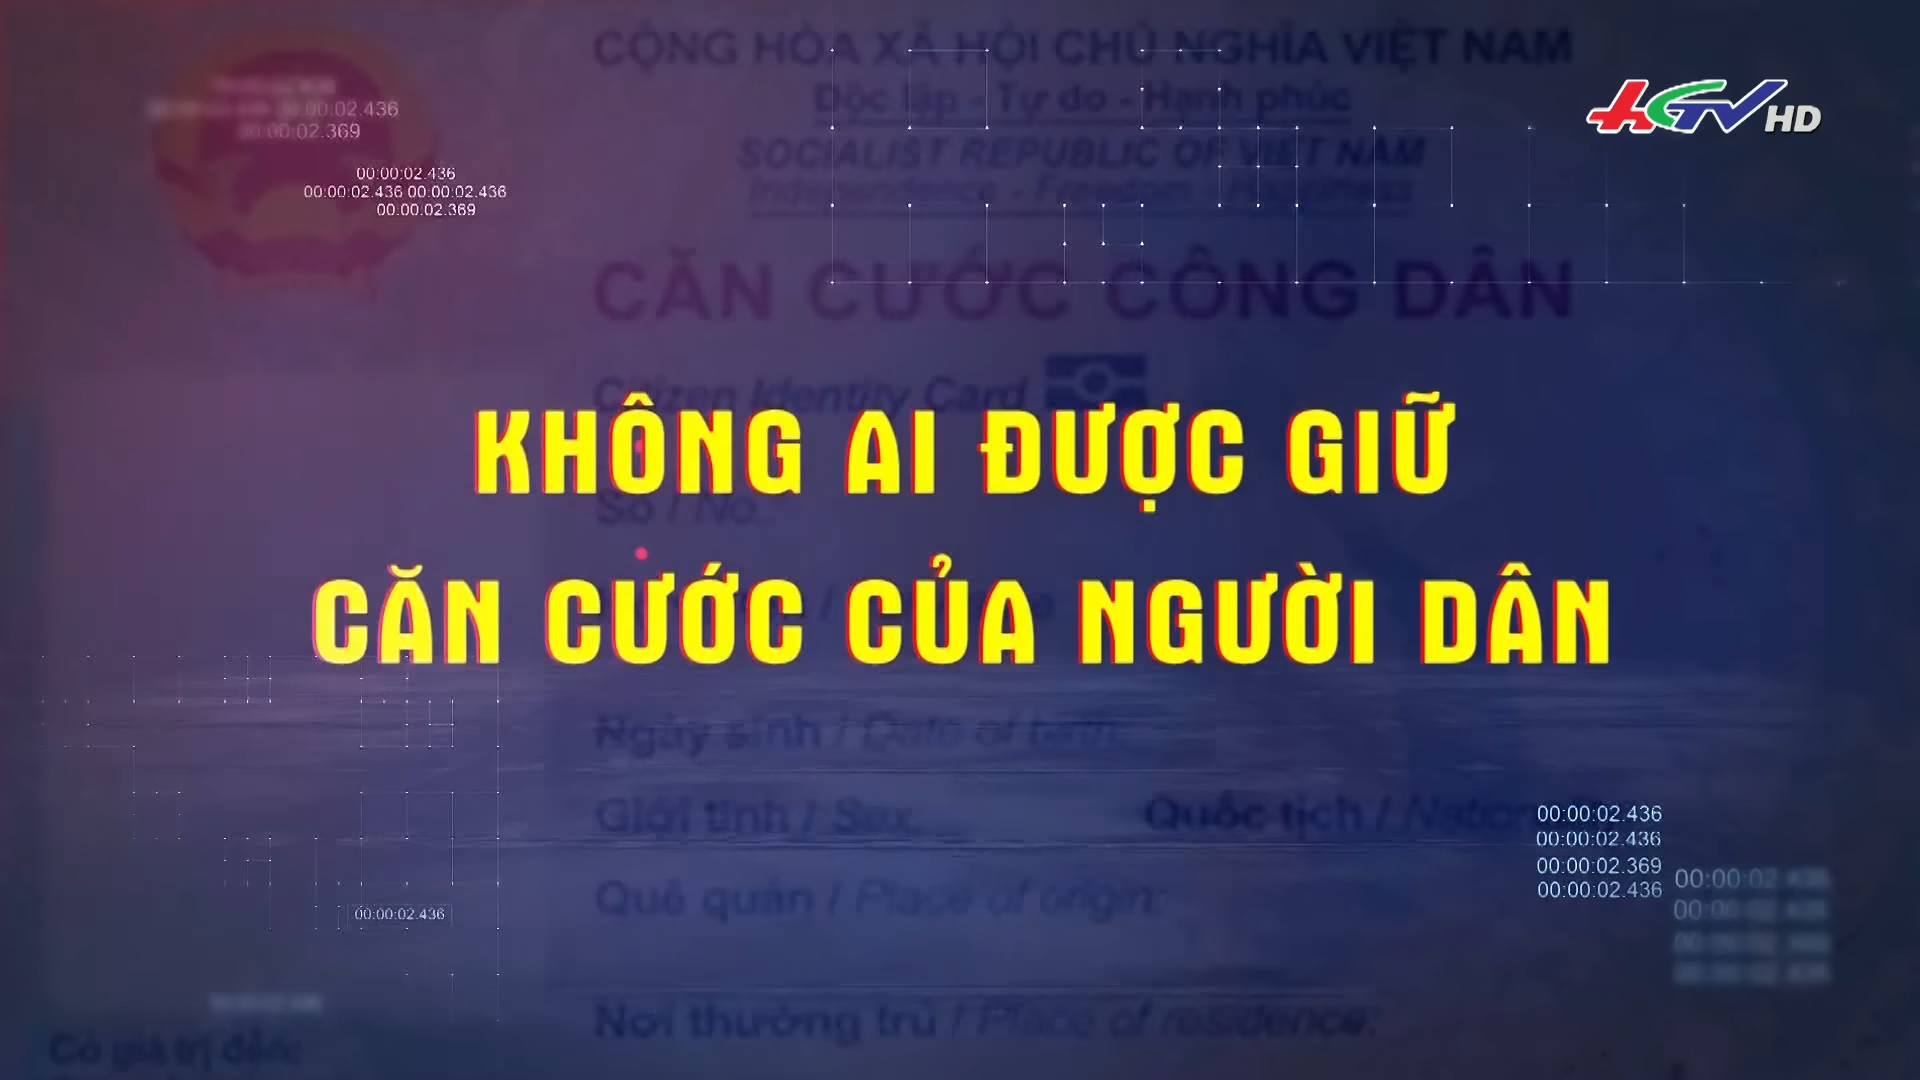 CỘNG HÒA XÃ HỘI CHỦ NGHĨA VIỆT NAM
Độc lập - Tự do - Hạnh phúc
HGV HD
00:00:02.436
00:00:02.369
SOCIALIST REPUBLIC OF VIET NAM
Independence - Freedom - Happiness
00:00:02.436
00:00:02.436 00:00:02.436
00:00:02.369
CĂN CƯỚC CÔNG DÂN
Citizen Identity Card
KHÔNG AI ĐƯỢC GIỮ
Số / No.:
CĂN CƯỚC CỦA NGƯỜI DÂN
Ngày sinh / Date of birth:
Giới tính / Sex Quốc tịch /
00:00:02.436
00:00:02.436
00:00:02.369
00:00:02.436
Quê quán / Place of origin:
00:00:02.436
Nơi thường trú / Place of residence:
Có giá trị đến: